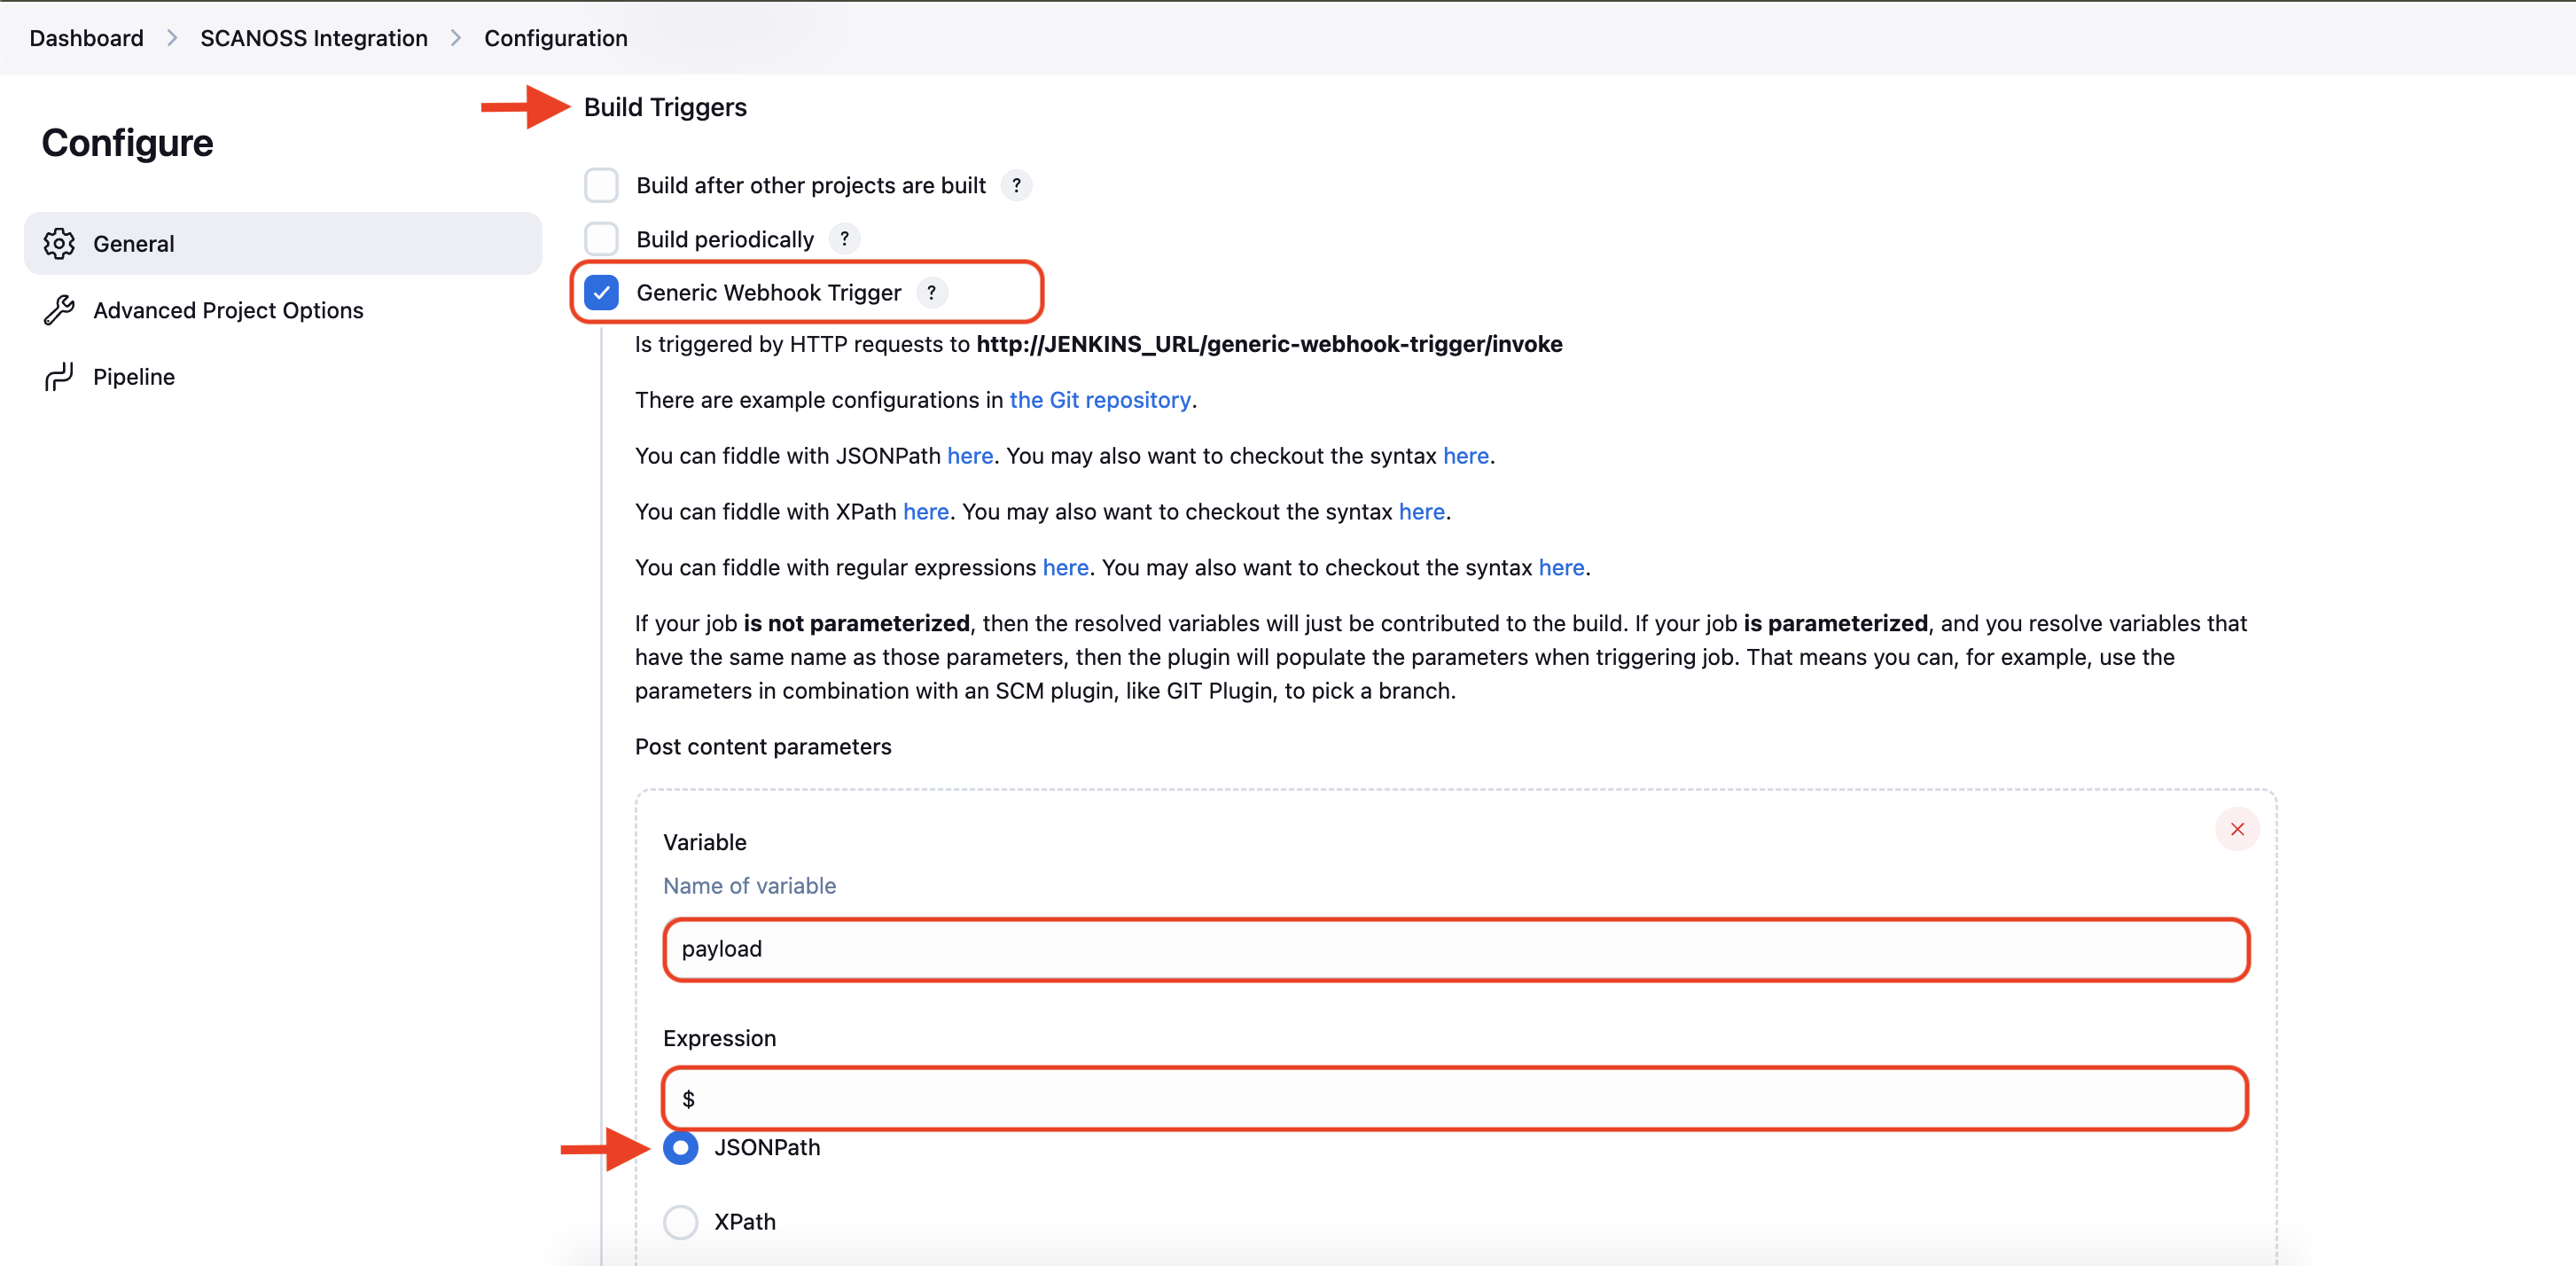 Dashboard > SCANOSS Integration > Configuration
Configure
General
Advanced Project Options
Pipeline
Build Triggers
Build after other projects are built ?
Build periodically ?
Generic Webhook Trigger ?
Is triggered by HTTP requests to http://JENKINS_URL/generic-webhook-trigger/invoke
There are example configurations in the Git repository.
You can fiddle with JSONPath here. You may also want to checkout the syntax here.
You can fiddle with XPath here. You may also want to checkout the syntax here.
You can fiddle with regular expressions here. You may also want to checkout the syntax here.
If your job is not parameterized, then the resolved variables will just be contributed to the build. If your job is parameterized, and you resolve variables that
have the same name as those parameters, then the plugin will populate the parameters when triggering job. That means you can, for example, use the
parameters in combination with an SCM plugin, like GIT Plugin, to pick a branch.
Post content parameters
Variable
Name of variable
payload
Expression
$
JSONPath
XPath